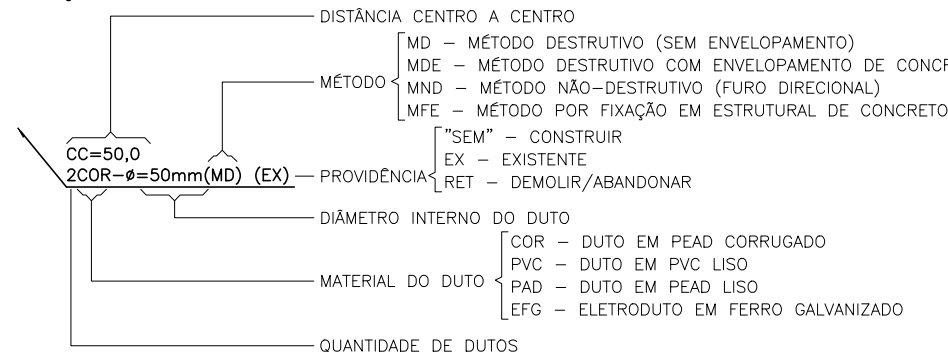 DISTÂNCIA CENTRO A CENTRO
MD – MÉTODO DESTRUTIVO (SEM ENVELOPAMENTO)
MDE – MÉTODO DESTRUTIVO COM ENVELOPAMENTO DE
MÉTODO
MND – MÉTODO NÃO-DESTRUTIVO (FURO DIRECIONAL)
MFE – MÉTODO POR FIXAÇÃO EM ESTRUTURAL DE CONCRETO
"SEM" – CONSTRUIR
CC=50,0
EX – EXISTENTE
2COR-ø=50mm(MD) (EX)
PROVIDÊNCIA
RET – DEMOLIR/ABANDONAR
DIÂMETRO INTERNO DO DUTO
COR – DUTO EM PEAD CORRUGADO
PVC – DUTO EM PVC LISO
MATERIAL DO DUTO
PAD – DUTO EM PEAD LISO
EFG – ELETRODUTO EM FERRO GALVANIZADO
QUANTIDADE DE DUTOS